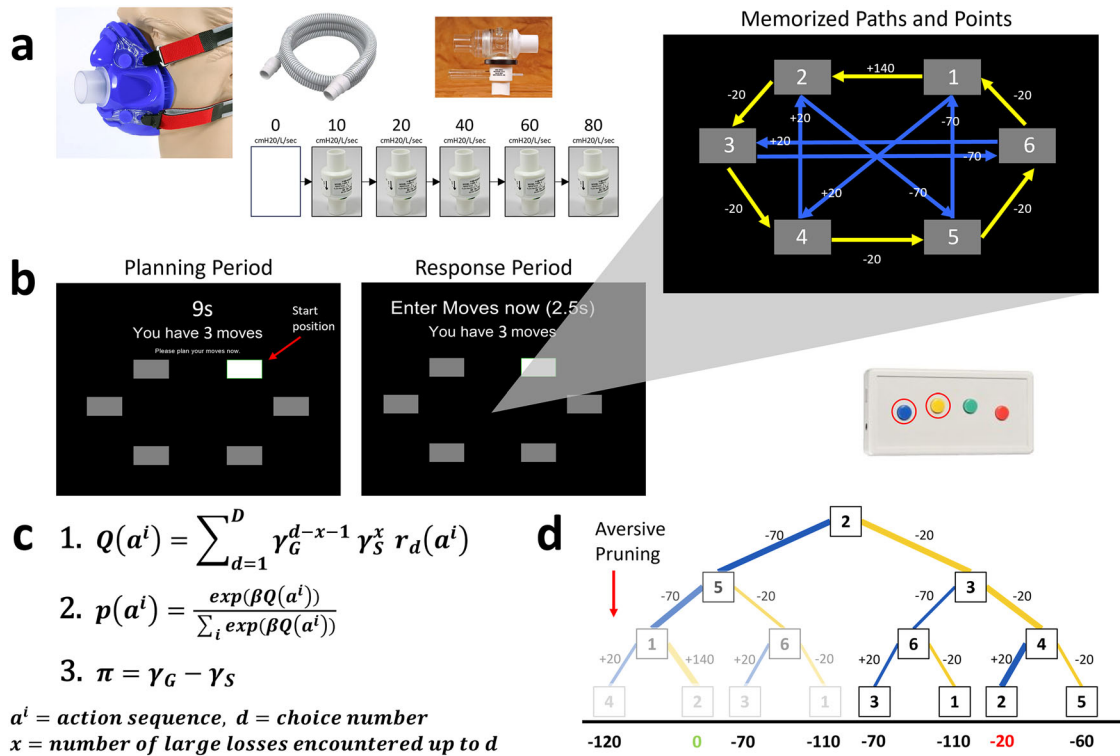 a
0
cmH20/L/sec
10
cmH20/L/sec
20
cmH20/L/sec
40
cmH20/L/sec
60
cmH20/L/sec
80
cmH20/L/sec
Memorized Paths and Points
2
+140
1
-20
-20
+20
-70
3
+20
-70
6
-20
+20
-70
-20
4
-20
5
b
Planning Period
9s
You have 3 moves
Please plan your moves now.
Start
position
Response Period
Enter Moves now (2.5s)
You have 3 moves
c
1. Q(aⁱ) = ∑_{d=1}^{D} γ_G^{d−x−1} γ_S^x r_d(aⁱ)
2. p(aⁱ) = exp(βQ(aⁱ)) / ∑_i exp(βQ(aⁱ))
3. π = γ_G − γ_S
aⁱ = action sequence, d = choice number
x = number of large losses encountered up to d
d
Aversive
Pruning
2
-70 -20
5 3
-70 -20 -70 -20
1 6 6 4
+20 +140 +20 -20 +20 -20 +20 -20
4 2 3 1 3 1 2 5
-120 0 -70 -110 -70 -110 -20 -60